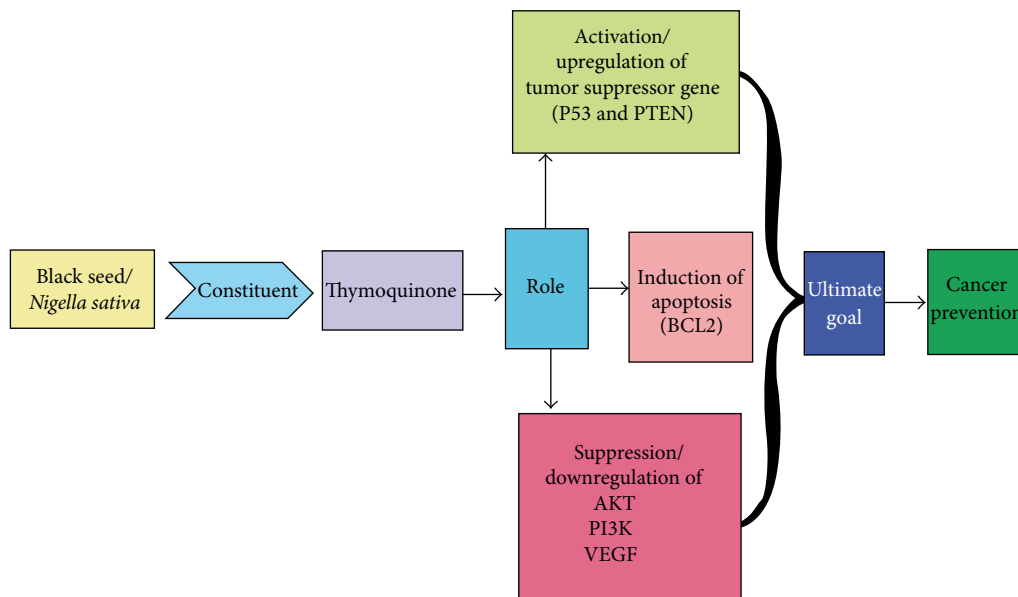 Black seed/
Nigella sativa
Constituent
Thymoquinone
Role
Activation/
upregulation of
tumor suppressor gene
(P53 and PTEN)
Induction of
apoptosis
(BCL2)
Suppression/
downregulation of
AKT
PI3K
VEGF
Ultimate
goal
Cancer
prevention